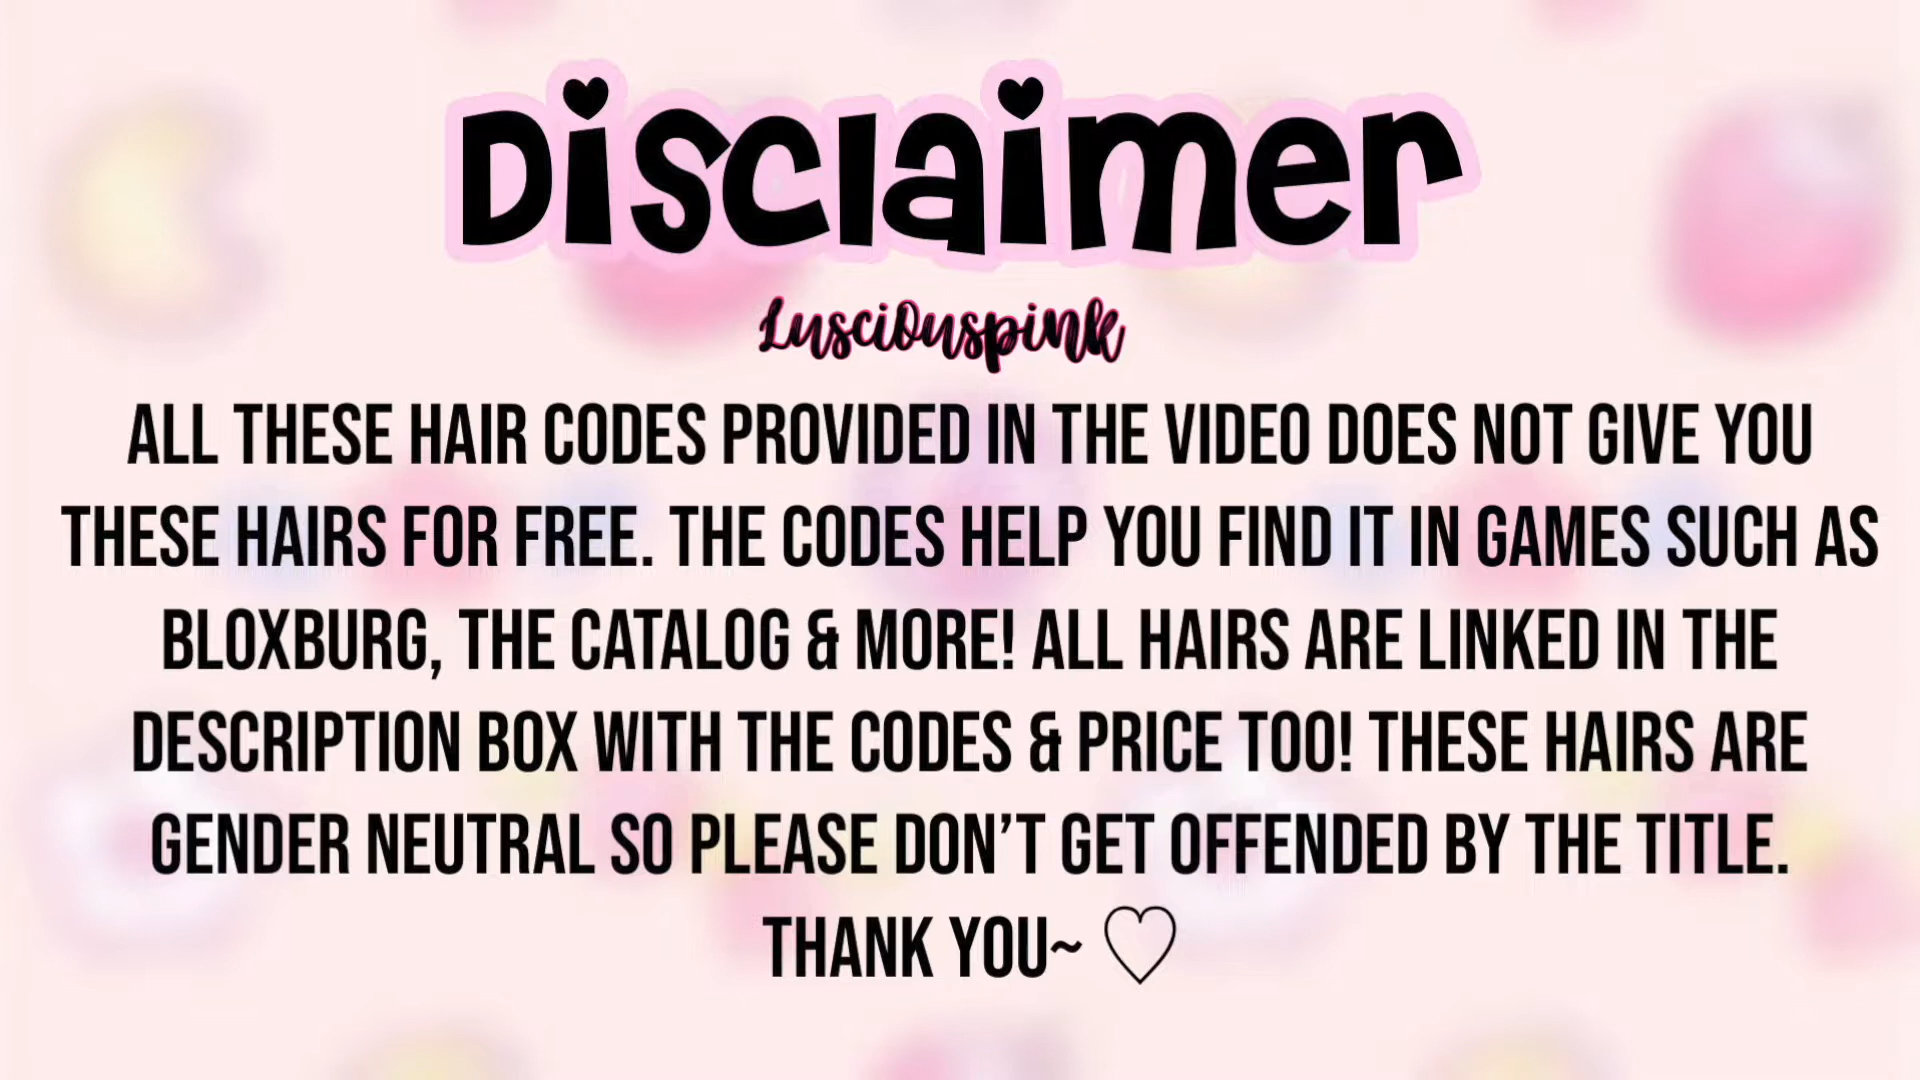 Disclaimer
Lusciouspink
ALL THESE HAIR CODES PROVIDED IN THE VIDEO DOES NOT GIVE YOU
THESE HAIRS FOR FREE. THE CODES HELP YOU FIND IT IN GAMES SUCH AS
BLOXBURG, THE CATALOG & MORE! ALL HAIRS ARE LINKED IN THE
DESCRIPTION BOX WITH THE CODES & PRICE TOO! THESE HAIRS ARE
GENDER NEUTRAL SO PLEASE DON’T GET OFFENDED BY THE TITLE.
THANK YOU~ ♡